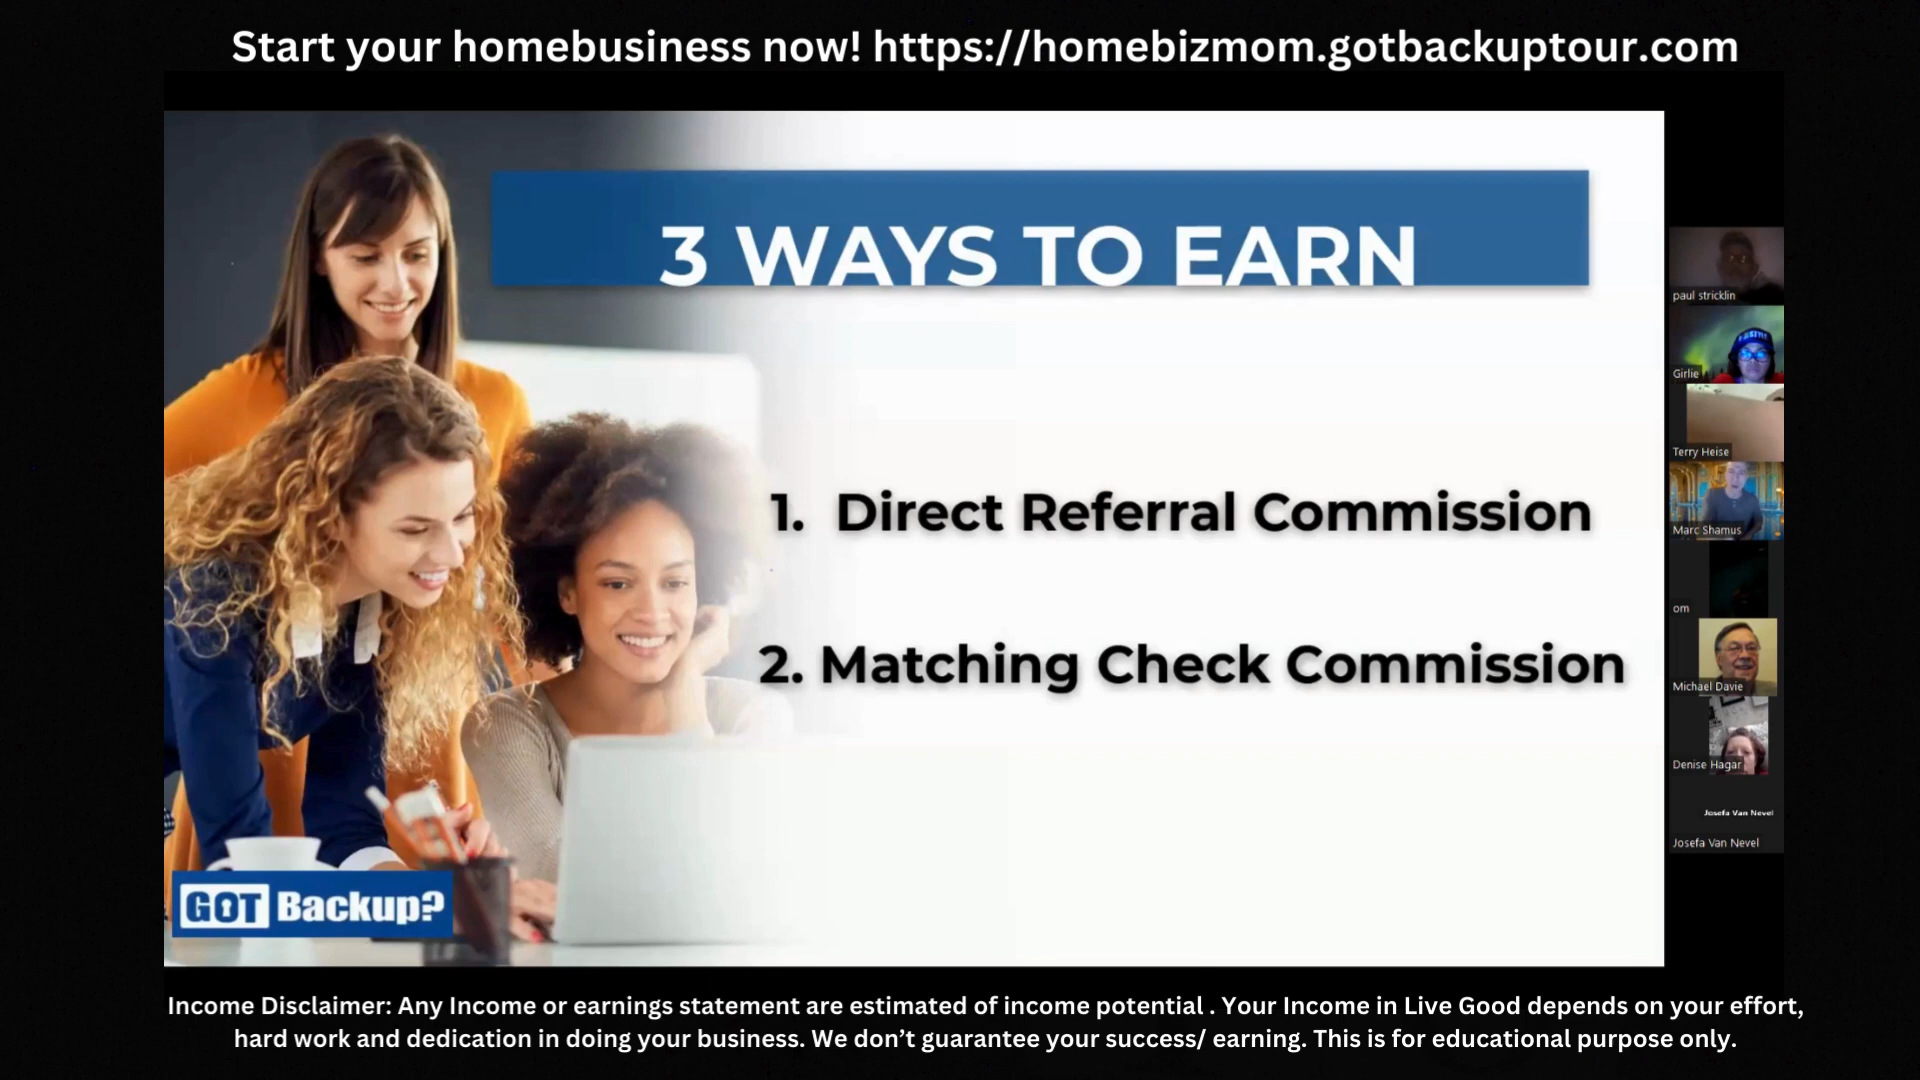 Start your homebusiness now! https://homebizmom.gotbackuptour.com
3 WAYS TO EARN
1. Direct Referral Commission
2. Matching Check Commission
GOT Backup?
paul stricklin
Girlie
Terry Heise
Marc Shamus
om
Michael Davie
Denise Hagar
Josefa Van Nevel
Josefa Van Nevel
Income Disclaimer: Any Income or earnings statement are estimated of income potential . Your Income in Live Good depends on your effort,
hard work and dedication in doing your business. We don’t guarantee your success/ earning. This is for educational purpose only.